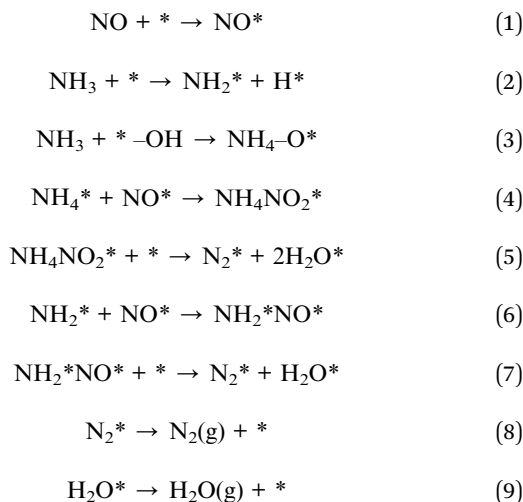 NO + * → NO* (1)
NH₃ + * → NH₂* + H* (2)
NH₃ + * –OH → NH₄–O* (3)
NH₄* + NO* → NH₄NO₂* (4)
NH₄NO₂* + * → N₂* + 2H₂O* (5)
NH₂* + NO* → NH₂*NO* (6)
NH₂*NO* + * → N₂* + H₂O* (7)
N₂* → N₂(g) + * (8)
H₂O* → H₂O(g) + * (9)